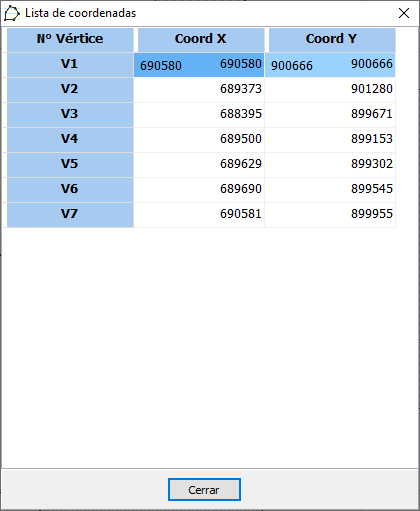 Lista de coordenadas
N° Vértice Coord X Coord Y
V1 690580 690580 900666 900666
V2 689373 901280
V3 688395 899671
V4 689500 899153
V5 689629 899302
V6 689690 899545
V7 690581 899955
Cerrar